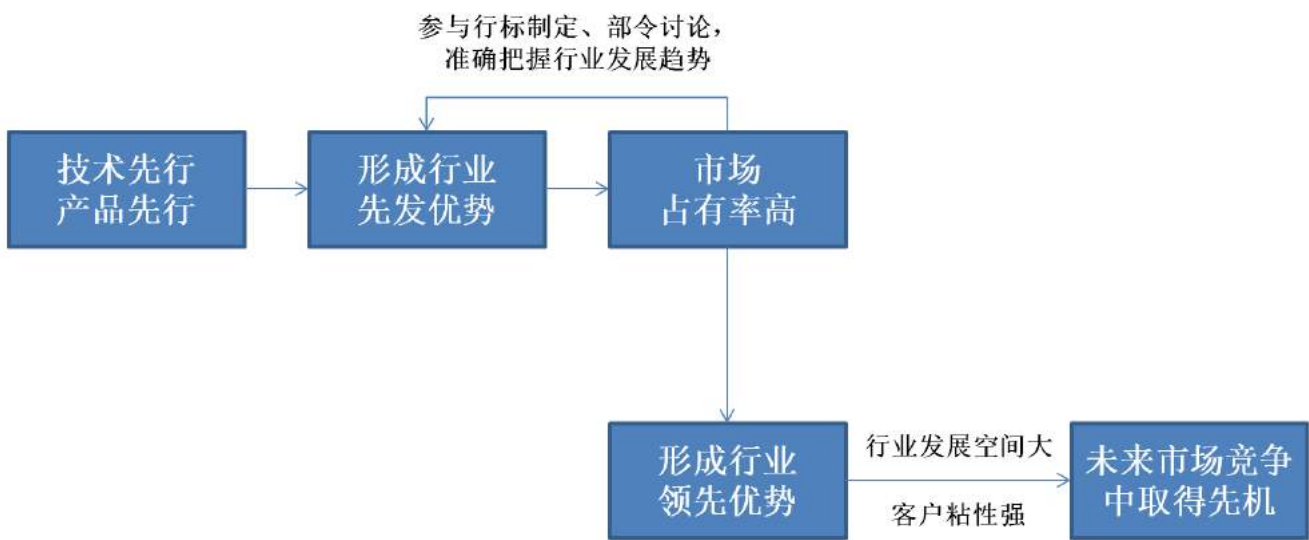 参与行标制定、部令讨论，
准确把握行业发展趋势
技术先行
产品先行
形成行业
先发优势
市场
占有率高
形成行业
领先优势
行业发展空间大
客户粘性强
未来市场竞争
中取得先机